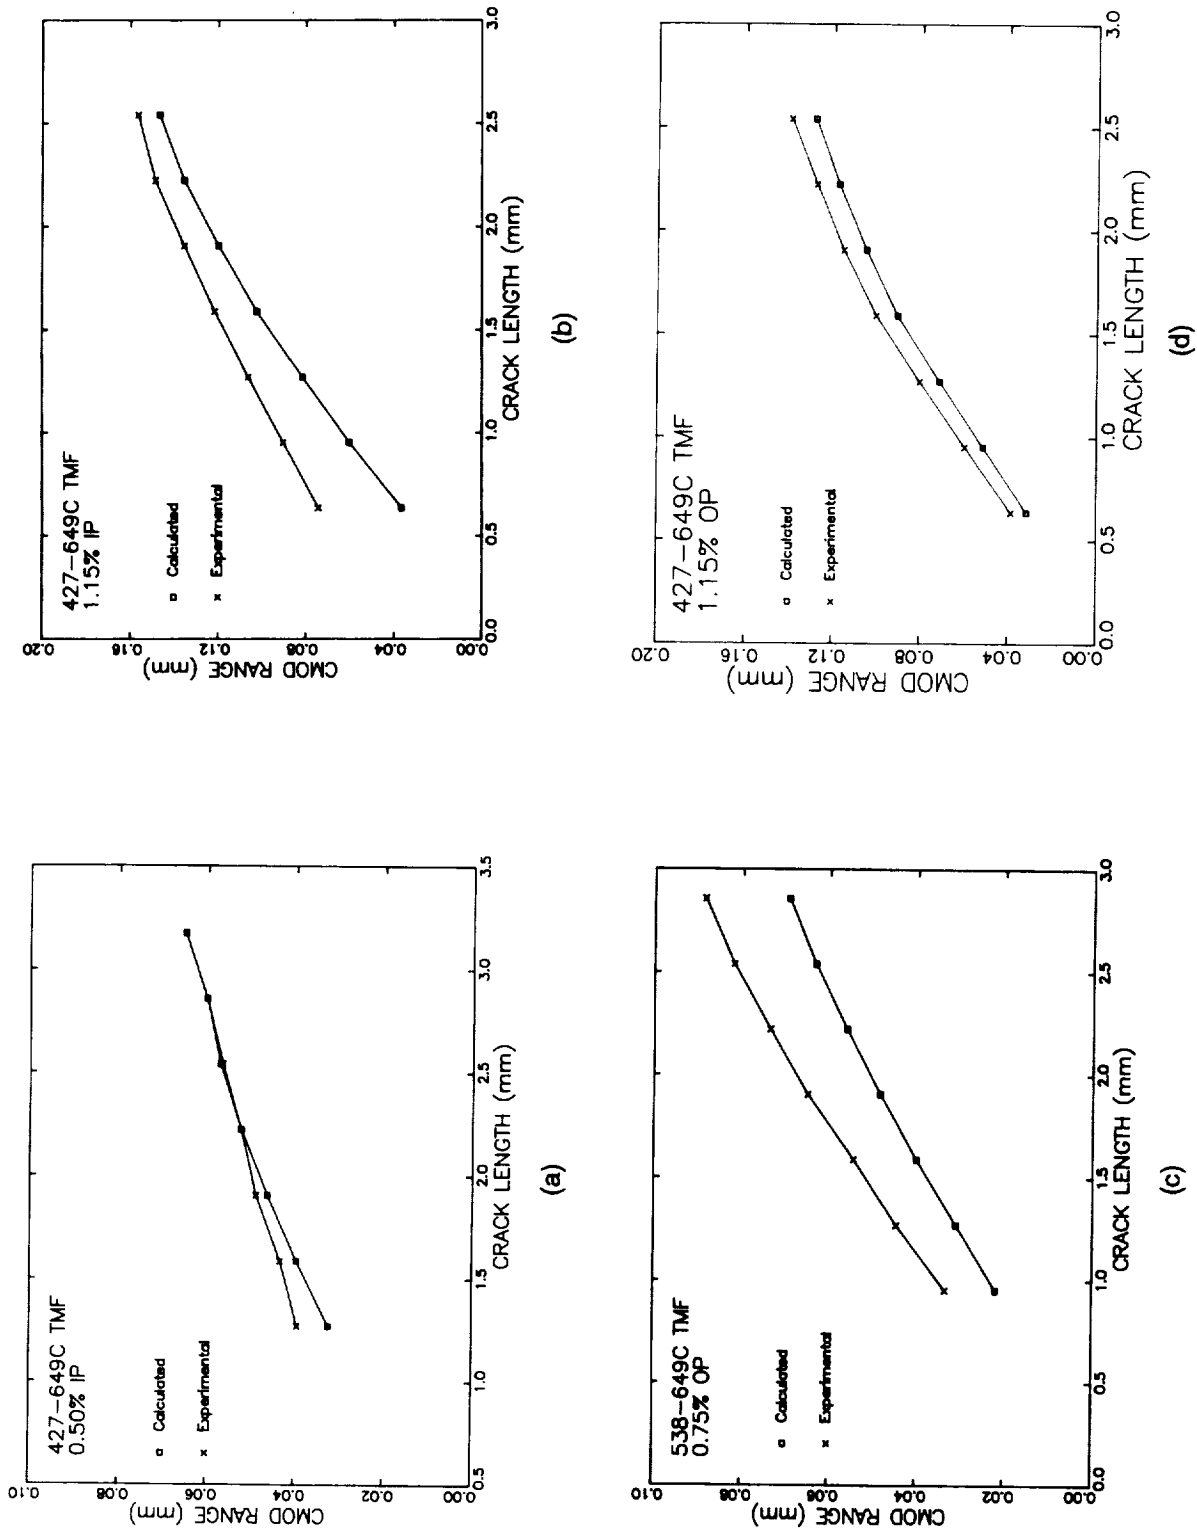 427-649C TMF
0.50% IP
Calculated
Experimental
CMOD RANGE (mm)
0.10
0.08
0.06
0.04
0.02
0.00
0.5
1.0
1.5
2.0
2.5
3.0
3.5
CRACK LENGTH (mm)
(a)
427-649C TMF
1.15% IP
Calculated
Experimental
CMOD RANGE (mm)
0.20
0.16
0.12
0.08
0.04
0.00
0.0
0.5
1.0
1.5
2.0
2.5
3.0
CRACK LENGTH (mm)
(b)
538-649C TMF
0.75% OP
Calculated
Experimental
CMOD RANGE (mm)
0.10
0.08
0.06
0.04
0.02
0.00
0.0
0.5
1.0
1.5
2.0
2.5
3.0
CRACK LENGTH (mm)
(c)
427-649C TMF
1.15% OP
Calculated
Experimental
CMOD RANGE (mm)
0.20
0.16
0.12
0.08
0.04
0.00
0.0
0.5
1.0
1.5
2.0
2.5
3.0
CRACK LENGTH (mm)
(d)